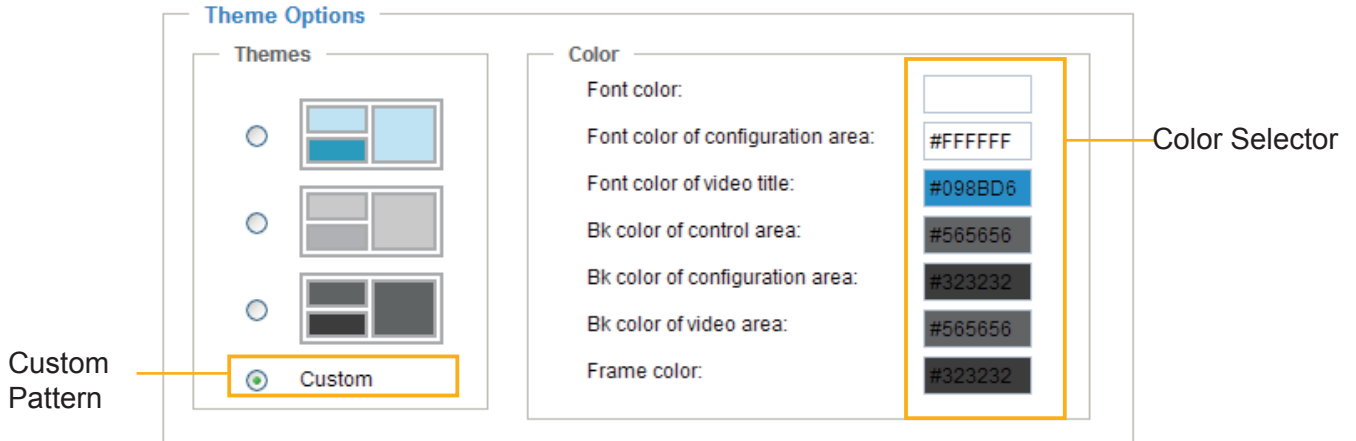 Theme Options
Themes
Custom
Color
Font color:
Font color of configuration area: #FFFFFF
Font color of video title: #098BD6
Bk color of control area: #565656
Bk color of configuration area: #323232
Bk color of video area: #565656
Frame color: #323232
Color Selector
Custom
Pattern